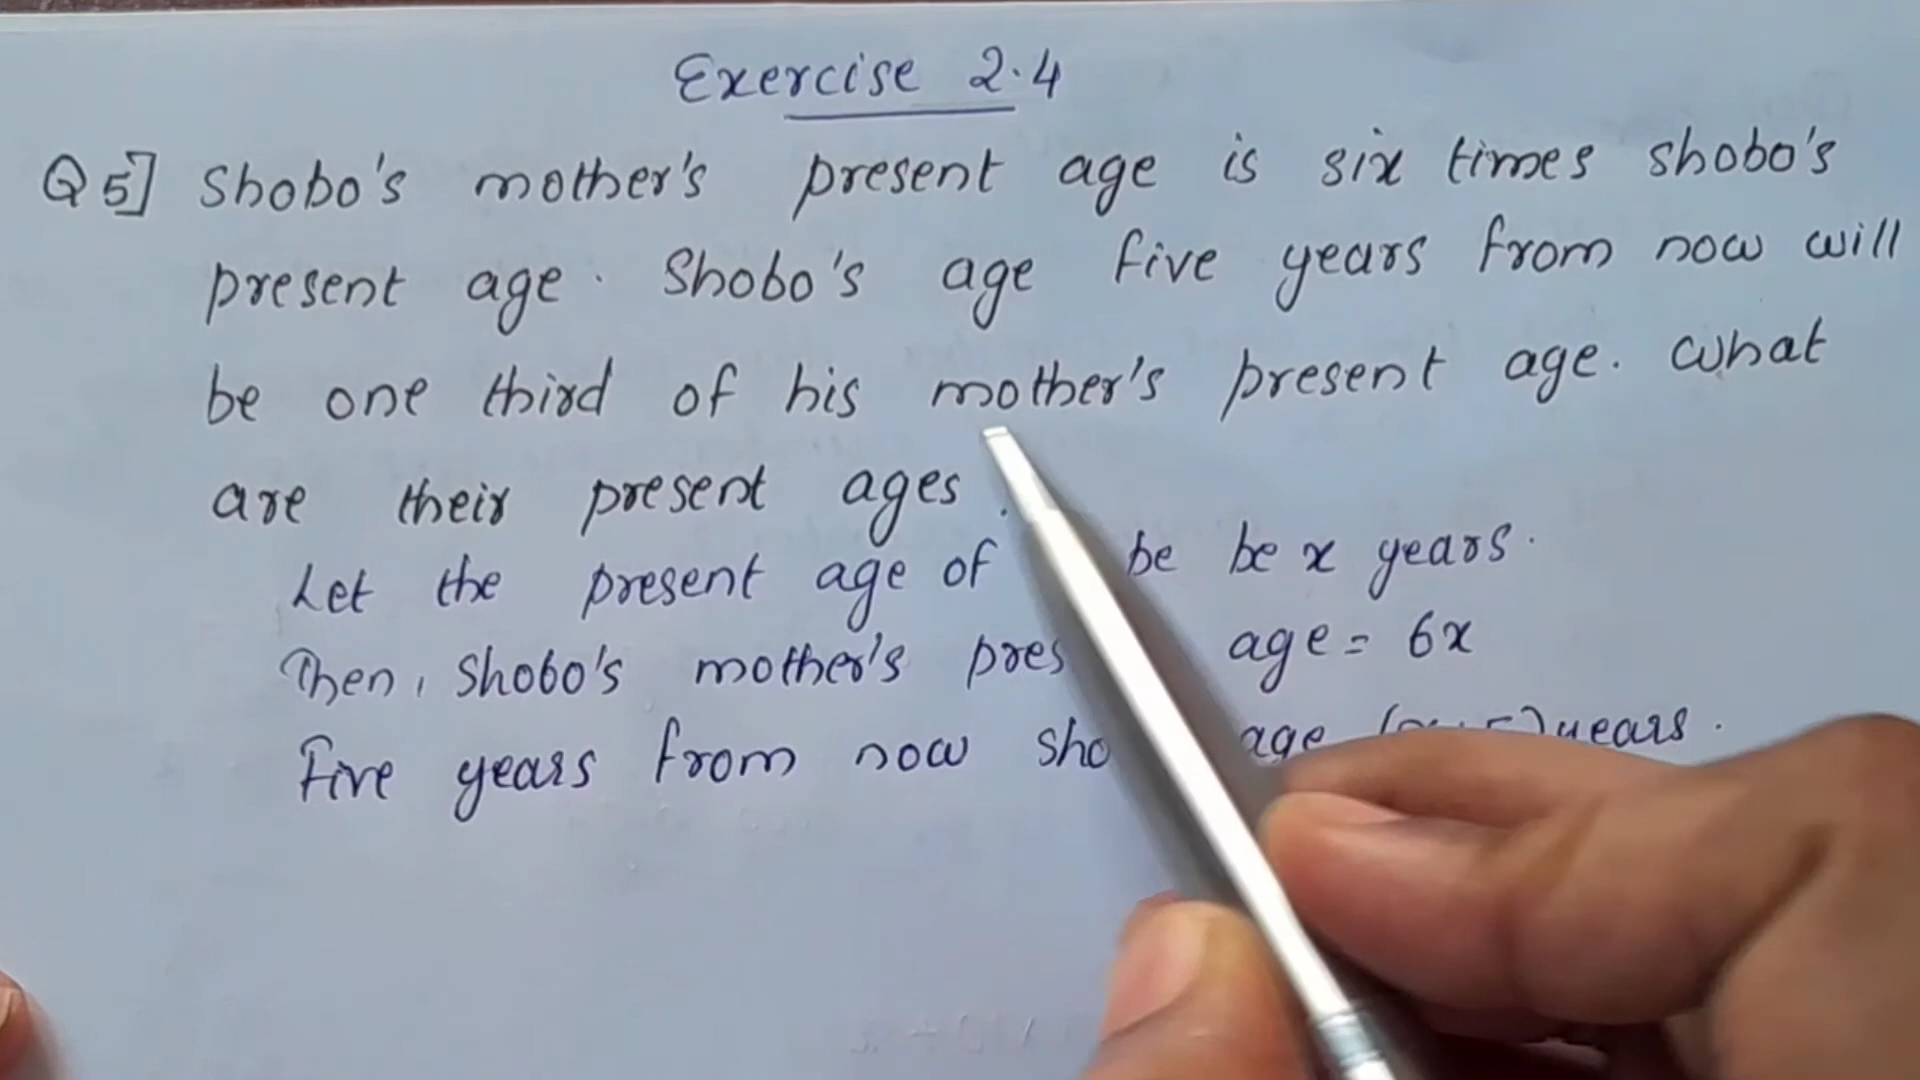 Exercise 2.4
Q5] Shobo's mother's present age is six times shobo's
present age. Shobo's age five years from now will
be one third of his mother's present age. What
are their present ages.
Let the present age of be be x years.
Then, Shobo's mother's pres age = 6x
Five years from now sho age years.